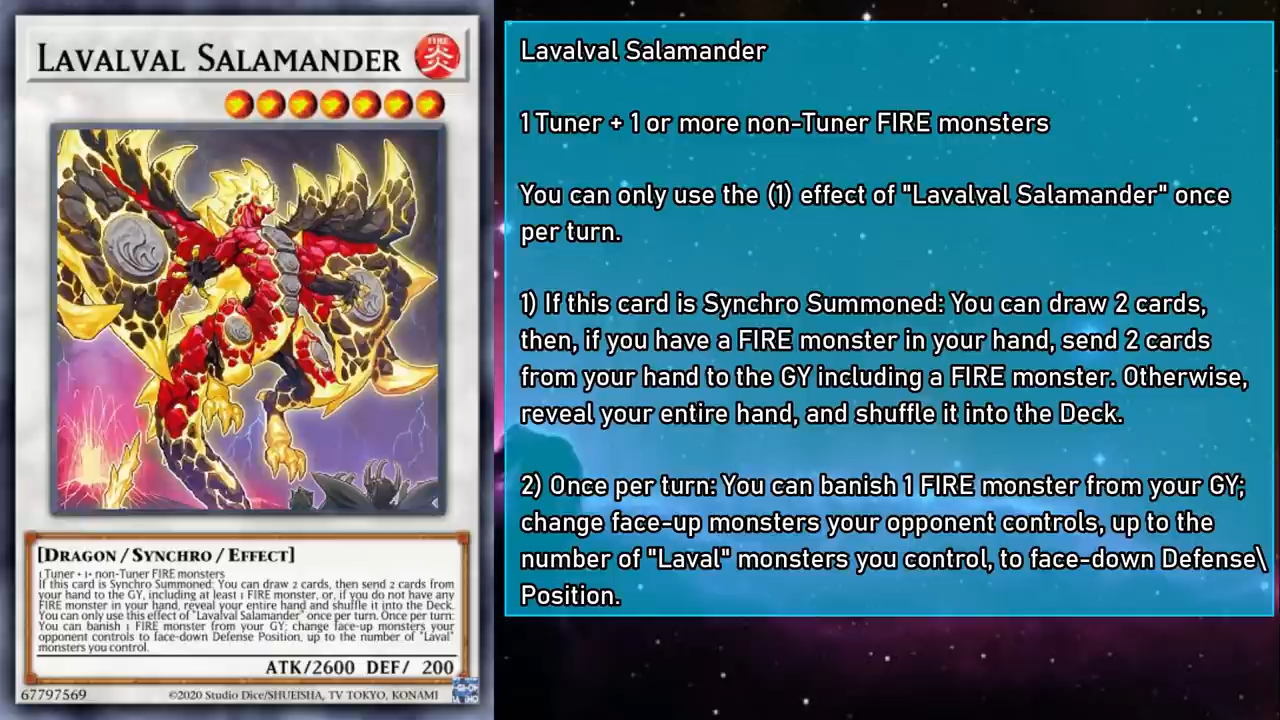 LAVALVAL SALAMANDER
FIRE
炎
[DRAGON / SYNCHRO / EFFECT]
1 Tuner + 1+ non-Tuner FIRE monsters
If this card is Synchro Summoned: You can draw 2 cards, then send 2 cards from
your hand to the GY, including at least 1 FIRE monster, or, if you do not have any
FIRE monster in your hand, reveal your entire hand and shuffle it into the Deck.
You can only use this effect of "Lavalval Salamander" once per turn. Once per turn:
You can banish 1 FIRE monster from your GY; change face-up monsters your
opponent controls to face-down Defense Position, up to the number of "Laval"
monsters you control.
ATK/2600 DEF/ 200
67797569
©2020 Studio Dice/SHUEISHA, TV TOKYO, KONAMI
Lavalval Salamander
1 Tuner + 1 or more non-Tuner FIRE monsters
You can only use the (1) effect of "Lavalval Salamander" once
per turn.
1) If this card is Synchro Summoned: You can draw 2 cards,
then, if you have a FIRE monster in your hand, send 2 cards
from your hand to the GY including a FIRE monster. Otherwise,
reveal your entire hand, and shuffle it into the Deck.
2) Once per turn: You can banish 1 FIRE monster from your GY;
change face-up monsters your opponent controls, up to the
number of "Laval" monsters you control, to face-down Defense\
Position.